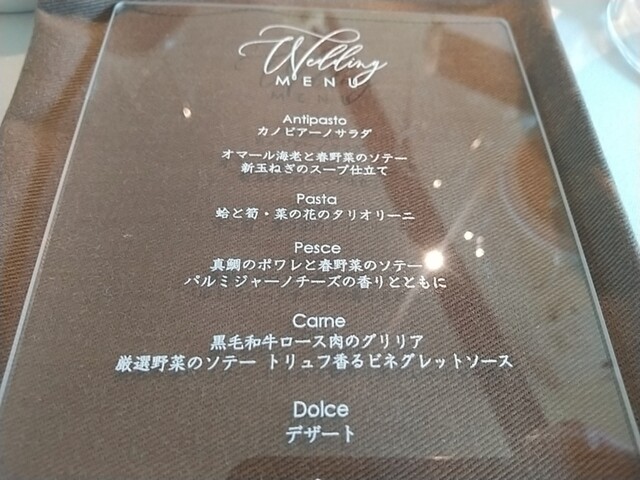 Wedding
MENU
Antipasto
カノビアーノサラダ
オマール海老と春野菜のソテー
新玉ねぎのスープ仕立て
Pasta
蛤と筍・菜の花のタリオリーニ
Pesce
真鯛のポワレと春野菜のソテー
パルミジャーノチーズの香りとともに
Carne
黒毛和牛ロース肉のグリリア
厳選野菜のソテー トリュフ香るビネグレットソース
Dolce
デザート